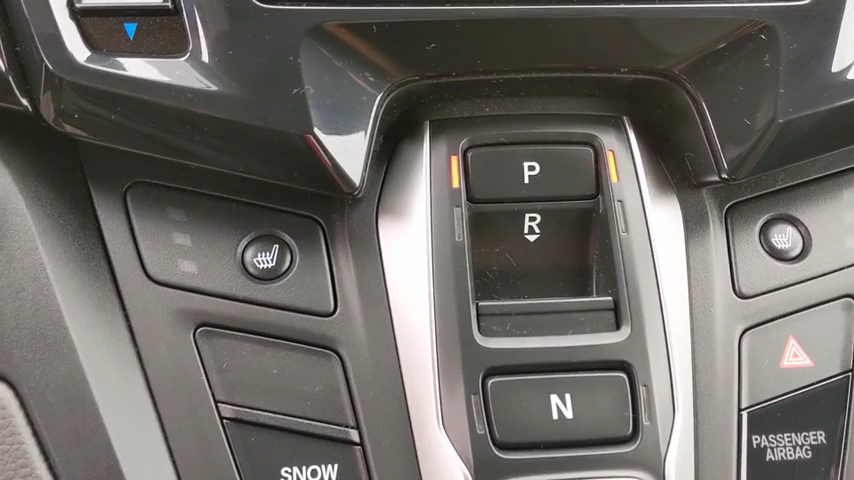 P
R
N
SNOW
PASSENGER
AIRBAG